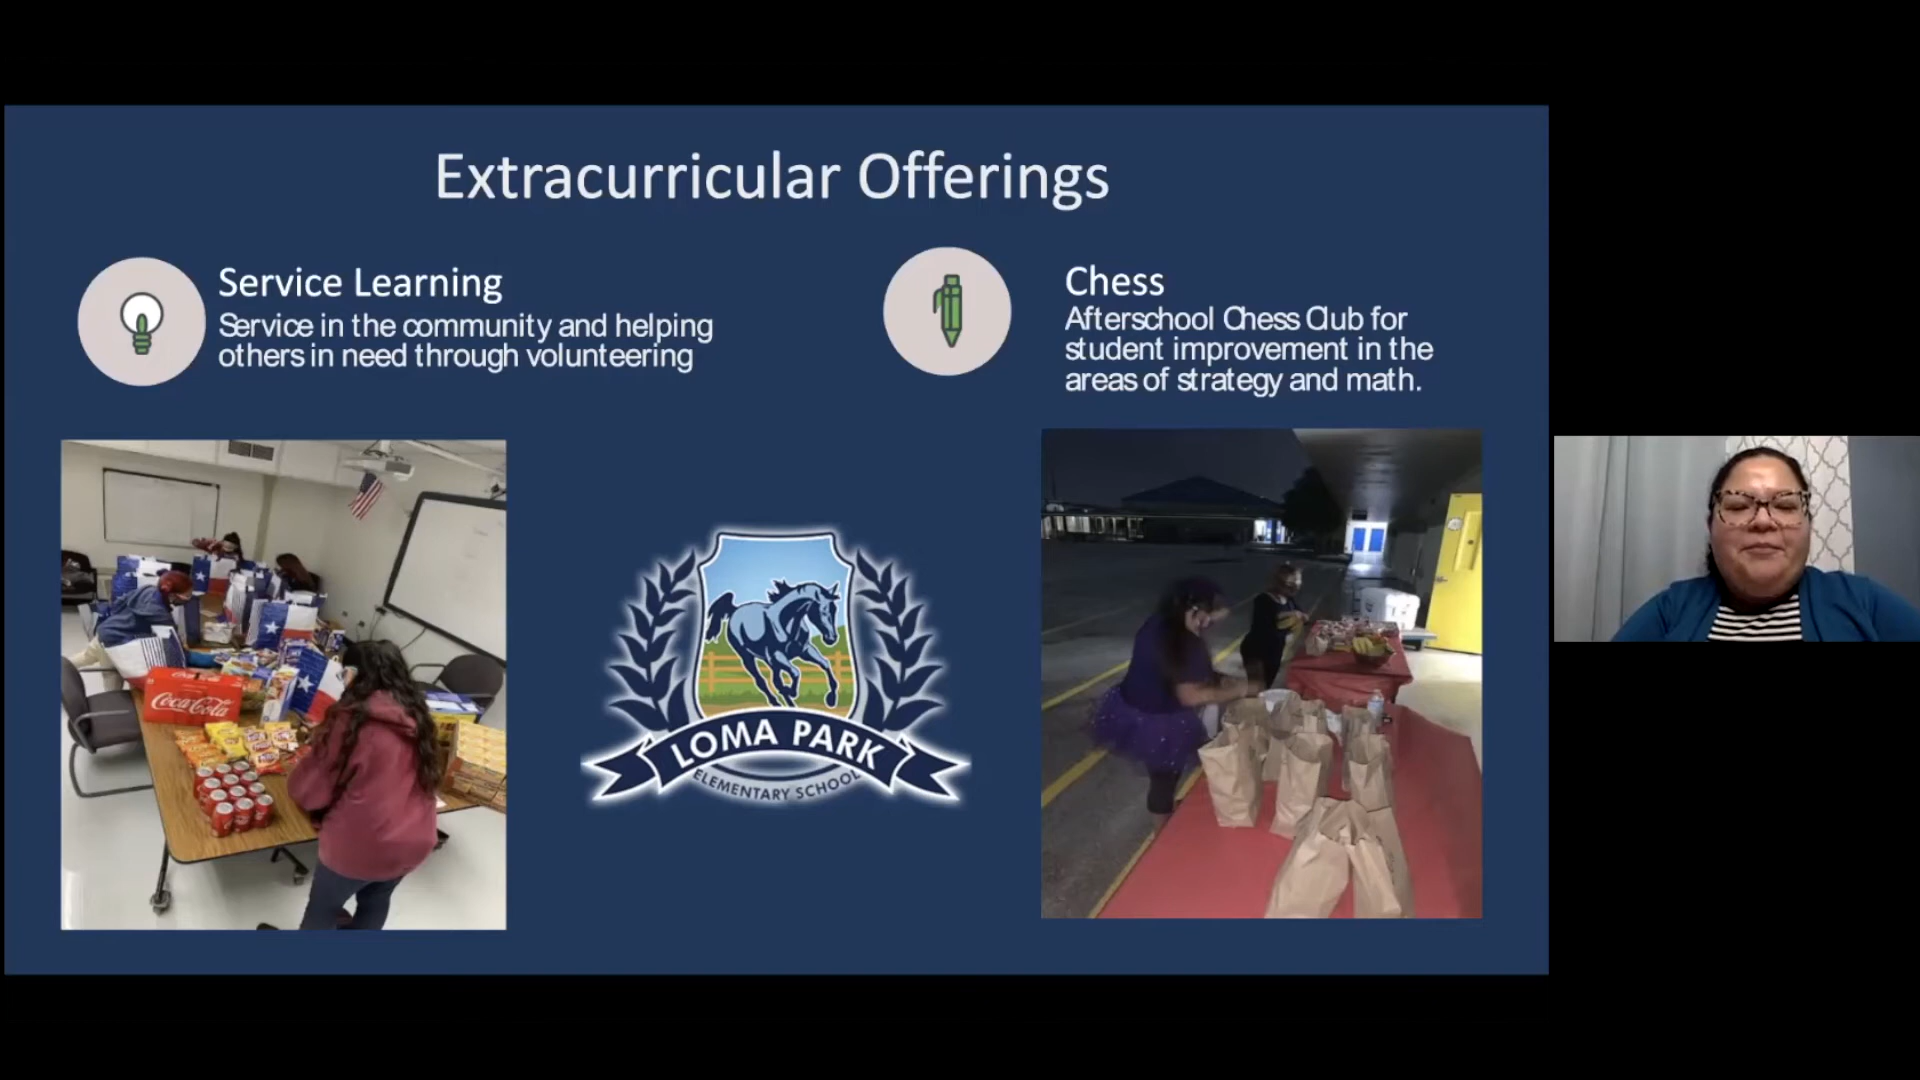 Extracurricular Offerings
Service Learning
Service in the community and helping
others in need through volunteering
Chess
Afterschool Chess Club for
student improvement in the
areas of strategy and math.
Coca-Cola
LOMA PARK
ELEMENTARY SCHOOL